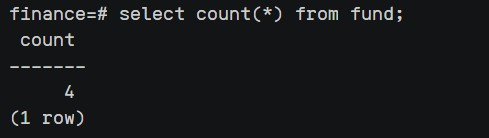 finance=# select count(*) from fund;
count
-------
4
(1 row)